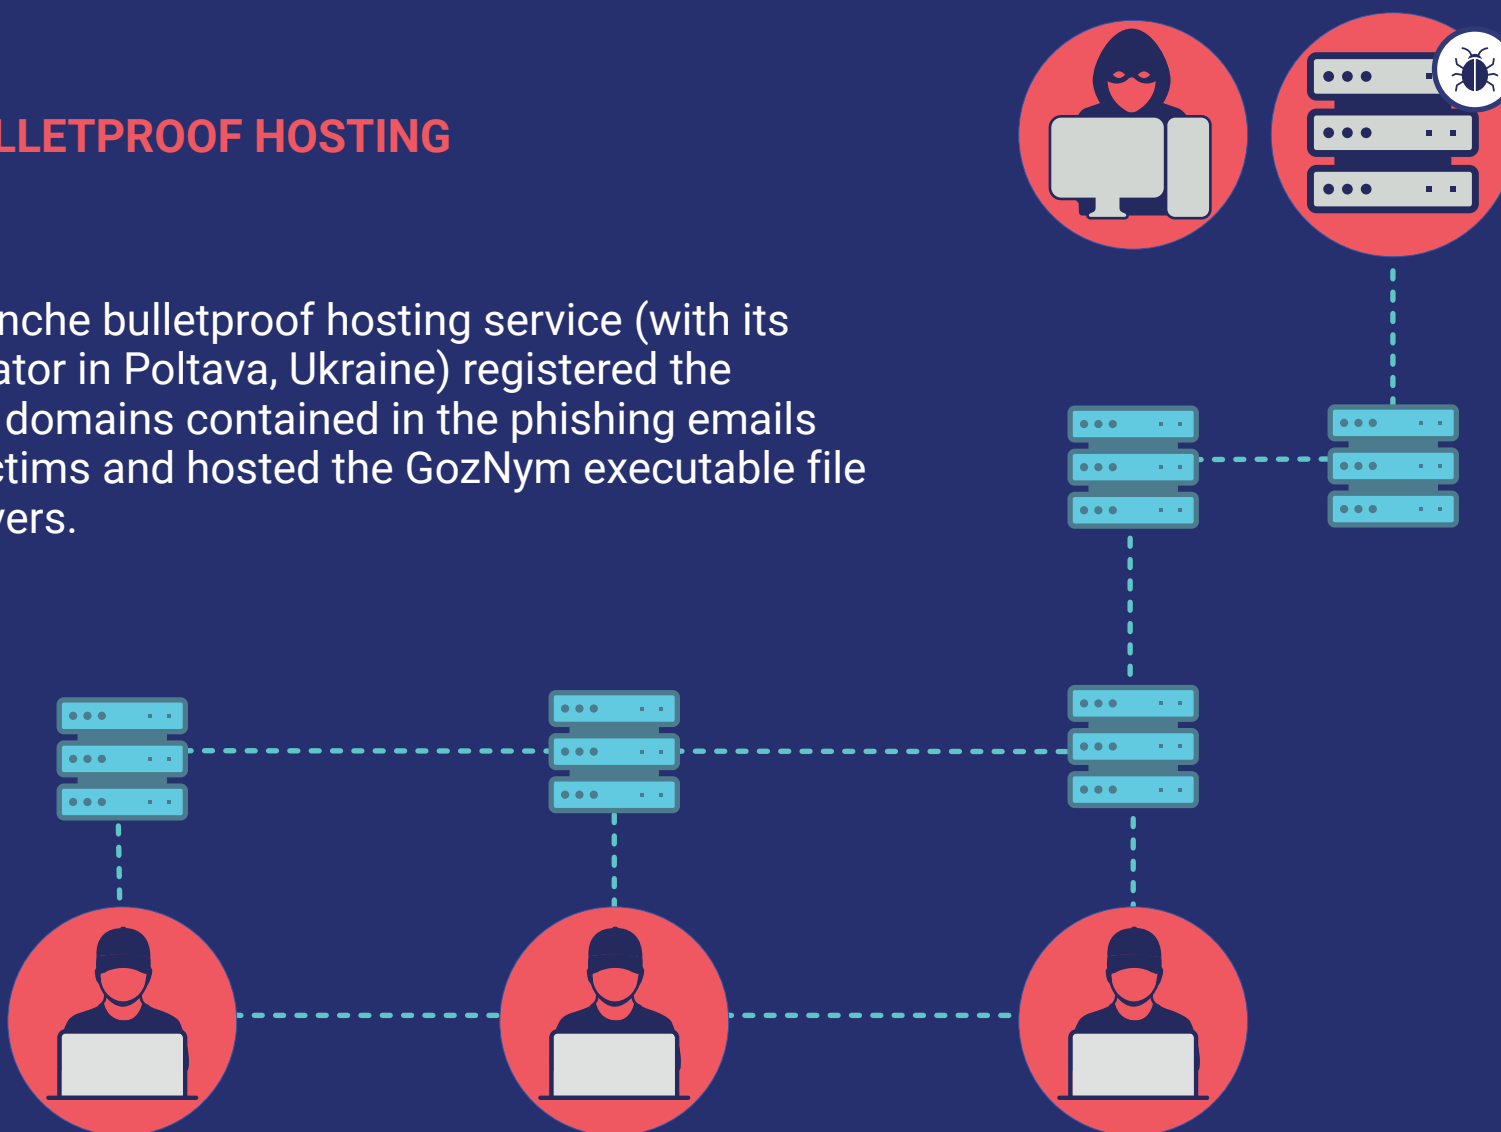 LLETPROOF HOSTING
nche bulletproof hosting service (with its
ator in Poltava, Ukraine) registered the
domains contained in the phishing emails
ctims and hosted the GozNym executable file
vers.